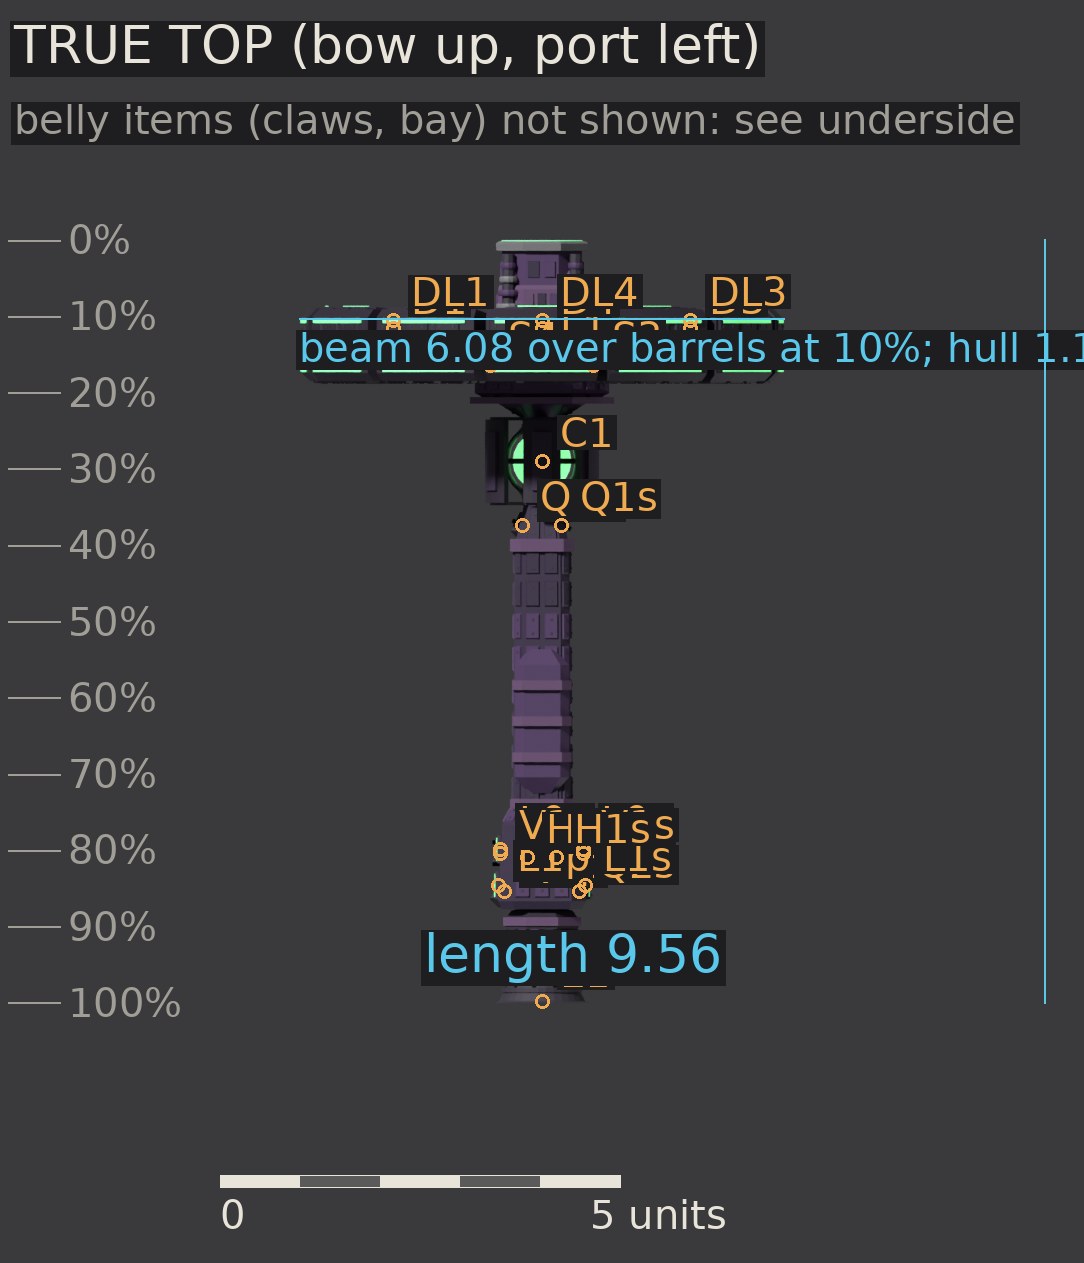 TRUE TOP (bow up, port left)
belly items (claws, bay) not shown: see underside
0%
DL1 DL4 DL3
10%
beam 6.08 over barrels at 10%; hull 1.1
20%
C1
30%
Q Q1s
40%
50%
60%
70%
80%
HH1s
L1s
90%
length 9.56
100%
0
5 units